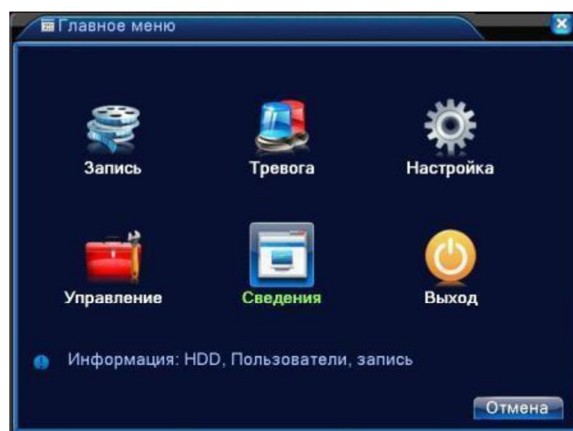 Главное меню
Запись Тревога Настройка
Управление Сведения Выход
Информация: HDD, Пользователи, запись
Отмена